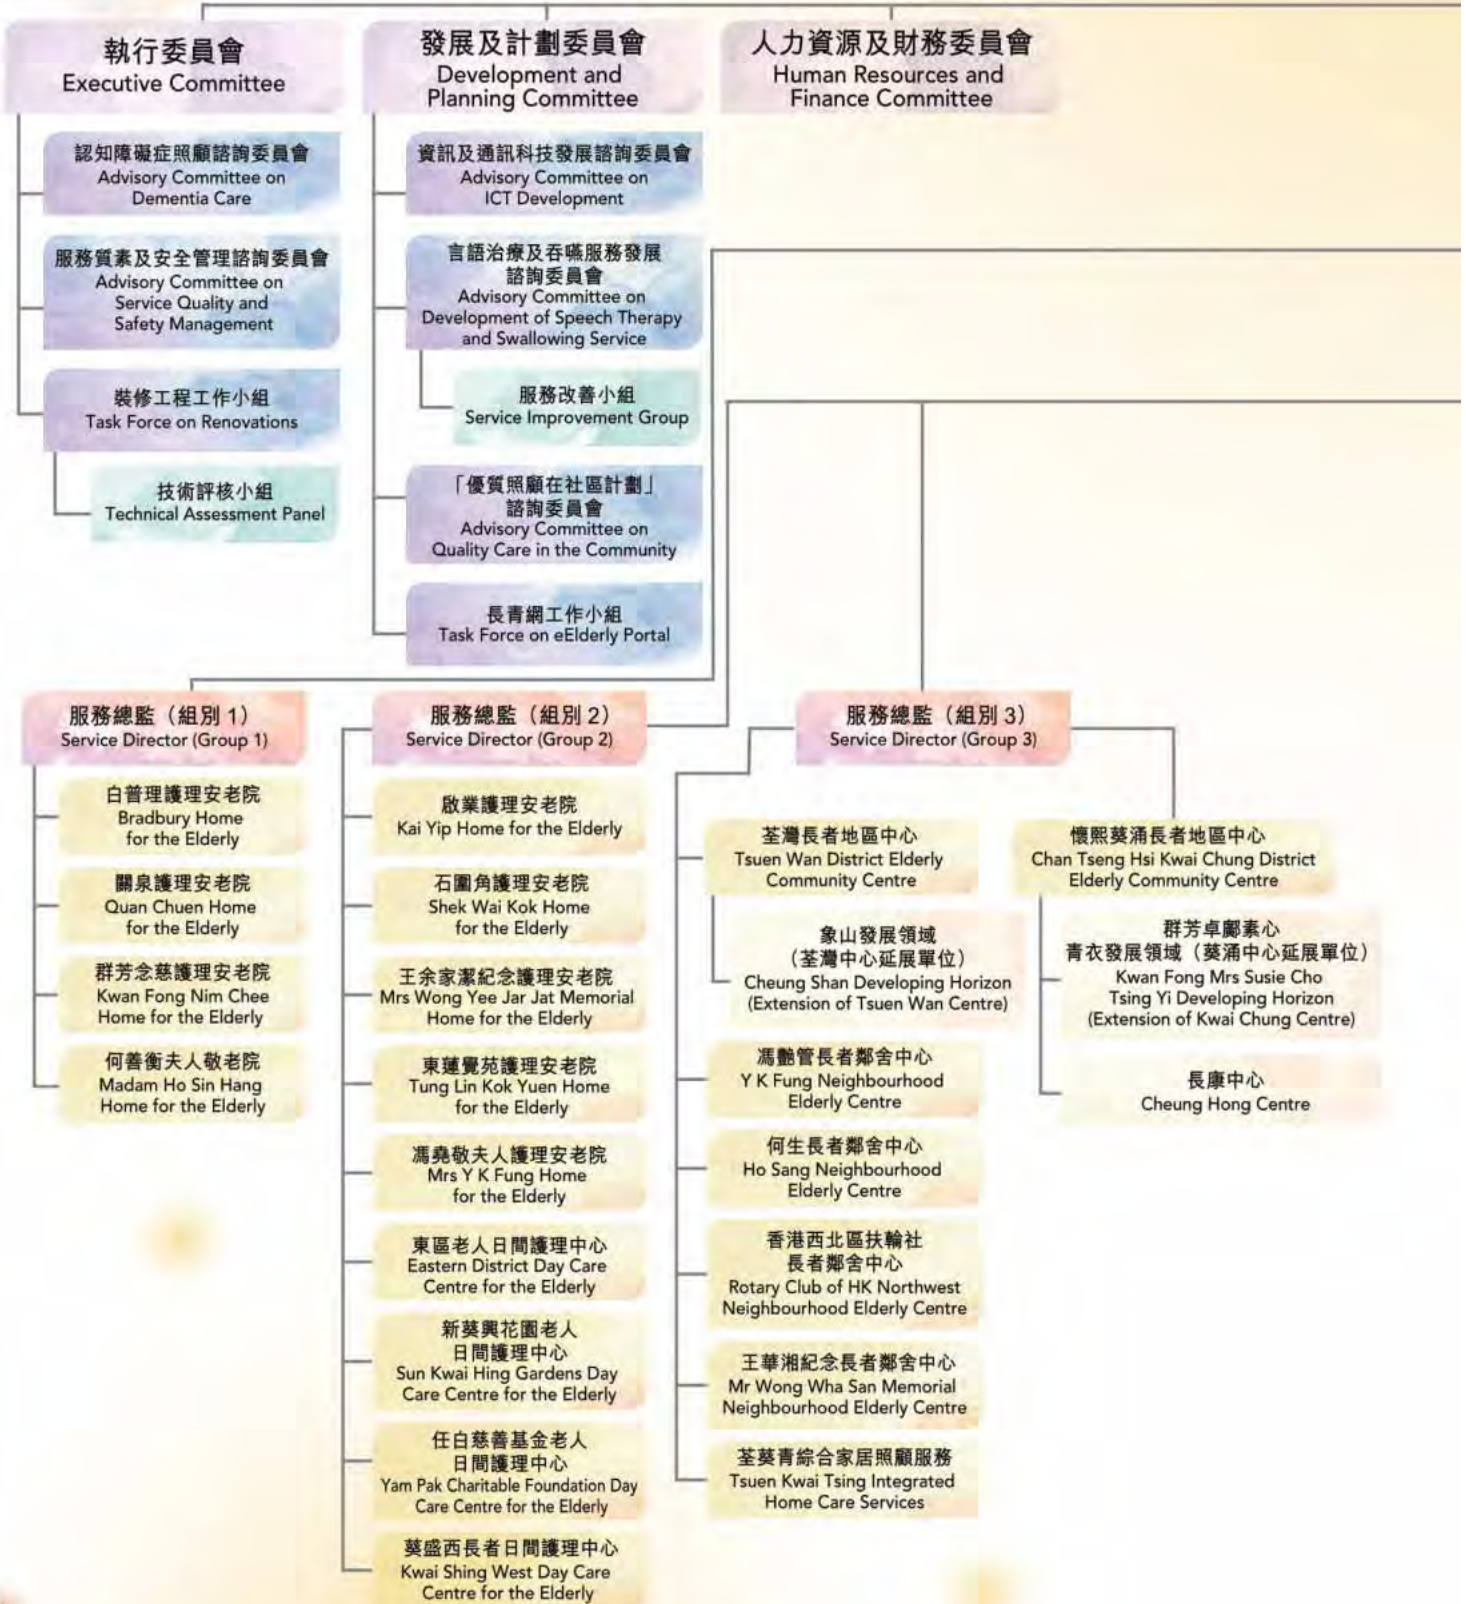 執行委員會
Executive Committee
發展及計劃委員會
Development and
Planning Committee
人力資源及財務委員會
Human Resources and
Finance Committee
認知障礙症照顧諮詢委員會
Advisory Committee on
Dementia Care
服務質素及安全管理諮詢委員會
Advisory Committee on
Service Quality and
Safety Management
裝修工程工作小組
Task Force on Renovations
技術評核小組
Technical Assessment Panel
資訊及通訊科技發展諮詢委員會
Advisory Committee on
ICT Development
言語治療及吞嚥服務發展
諮詢委員會
Advisory Committee on
Development of Speech Therapy
and Swallowing Service
服務改善小組
Service Improvement Group
「優質照顧在社區計劃」
諮詢委員會
Advisory Committee on
Quality Care in the Community
長青網工作小組
Task Force on eElderly Portal
服務總監（組別 1）
Service Director (Group 1)
白普理護理安老院
Bradbury Home
for the Elderly
關泉護理安老院
Quan Chuen Home
for the Elderly
群芳念慈護理安老院
Kwan Fong Nim Chee
Home for the Elderly
何善衡夫人敬老院
Madam Ho Sin Hang
Home for the Elderly
服務總監（組別 2）
Service Director (Group 2)
啟業護理安老院
Kai Yip Home for the Elderly
石圍角護理安老院
Shek Wai Kok Home
for the Elderly
王余家潔紀念護理安老院
Mrs Wong Yee Jar Jat Memorial
Home for the Elderly
東蓮覺苑護理安老院
Tung Lin Kok Yuen Home
for the Elderly
馮堯敬夫人護理安老院
Mrs Y K Fung Home
for the Elderly
東區老人日間護理中心
Eastern District Day Care
Centre for the Elderly
新葵興花園老人
日間護理中心
Sun Kwai Hing Gardens Day
Care Centre for the Elderly
任白慈善基金老人
日間護理中心
Yam Pak Charitable Foundation Day
Care Centre for the Elderly
葵盛西長者日間護理中心
Kwai Shing West Day Care
Centre for the Elderly
服務總監（組別 3）
Service Director (Group 3)
荃灣長者地區中心
Tsuen Wan District Elderly
Community Centre
象山發展領域
（荃灣中心延展單位）
Cheung Shan Developing Horizon
(Extension of Tsuen Wan Centre)
馮艷管長者鄰舍中心
Y K Fung Neighbourhood
Elderly Centre
何生長者鄰舍中心
Ho Sang Neighbourhood
Elderly Centre
香港西北區扶輪社
長者鄰舍中心
Rotary Club of HK Northwest
Neighbourhood Elderly Centre
王華湘紀念長者鄰舍中心
Mr Wong Wha San Memorial
Neighbourhood Elderly Centre
荃葵青綜合家居照顧服務
Tsuen Kwai Tsing Integrated
Home Care Services
懷熙葵涌長者地區中心
Chan Tseng Hsi Kwai Chung District
Elderly Community Centre
群芳卓鄺素心
青衣發展領域（葵涌中心延展單位）
Kwan Fong Mrs Susie Cho
Tsing Yi Developing Horizon
(Extension of Kwai Chung Centre)
長康中心
Cheung Hong Centre